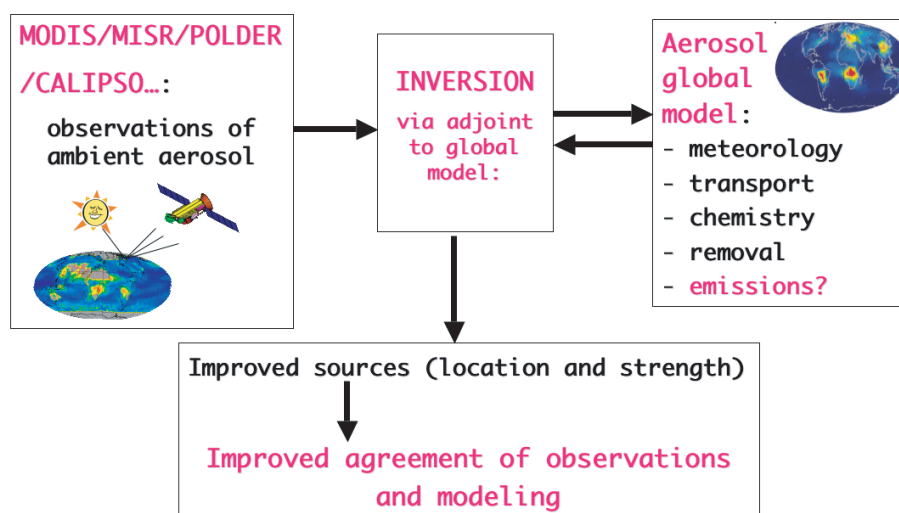 MODIS/MISR/POLDER
/CALIPSO…:
observations of
ambient aerosol
INVERSION
via adjoint
to global
model:
Aerosol
global
model:
- meteorology
- transport
- chemistry
- removal
- emissions?
Improved sources (location and strength)
Improved agreement of observations
and modeling